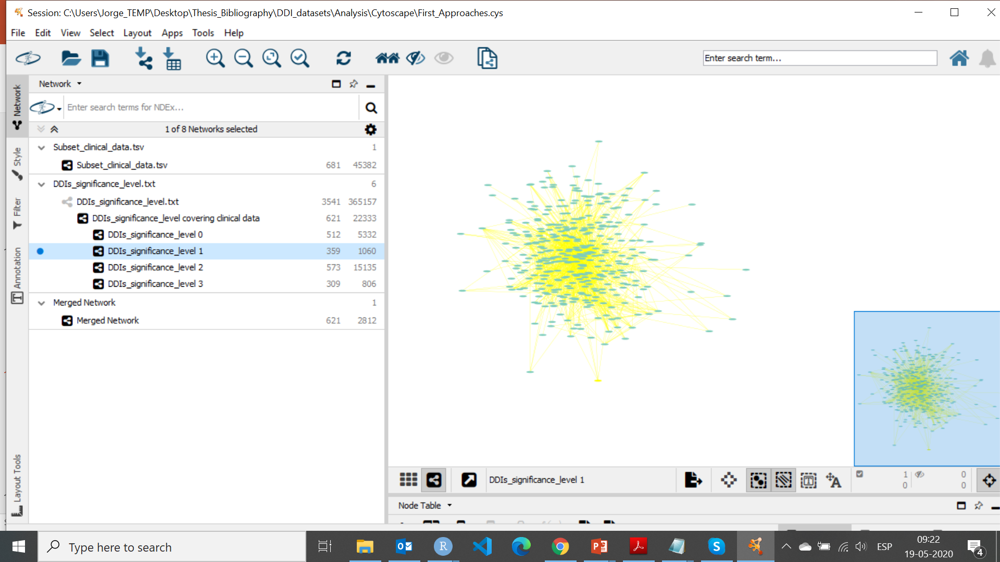 Session: C:\Users\Jorge_TEMP\Desktop\Thesis_Bibliography\DDI_datasets\Analysis\Cytoscape\First_Approaches.cys
File Edit View Select Layout Apps Tools Help
Enter search term...
Network
Enter search terms for NDEx...
1 of 8 Networks selected
Subset_clinical_data.tsv 1
Subset_clinical_data.tsv 681 45382
DDIs_significance_level.txt 6
DDIs_significance_level.txt 3541 365157
DDIs_significance_level covering clinical data 621 22333
DDIs_significance_level 0 512 5332
DDIs_significance_level 1 359 1060
DDIs_significance_level 2 573 15135
DDIs_significance_level 3 309 806
Merged Network 1
Merged Network 621 2812
Network
Style
Filter
Annotation
Layout Tools
DDIs_significance_level 1
1 0
0 0
Node Table
Type here to search
ESP
09:22
19-05-2020
4